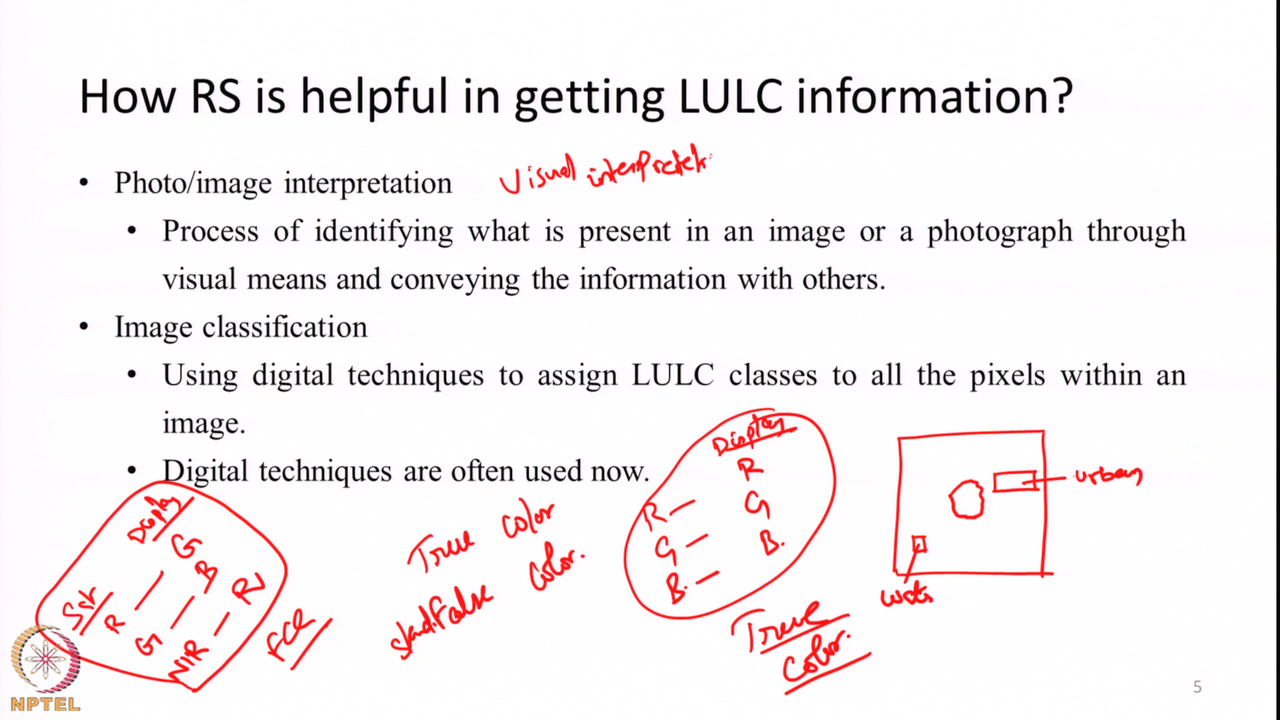 How RS is helpful in getting LULC information?
• Photo/image interpretation
Visual
• Process of identifying what is present in an image or a photograph through
visual means and conveying the information with others.
• Image classification
• Using digital techniques to assign LULC classes to all the pixels within an
image.
• Digital techniques are often used now.
Display
R
R — G
G — B.
B. —
True
color.
urban
True color
False color.
Display
R — G
G — B
NIR — R
FCC
NPTEL
5